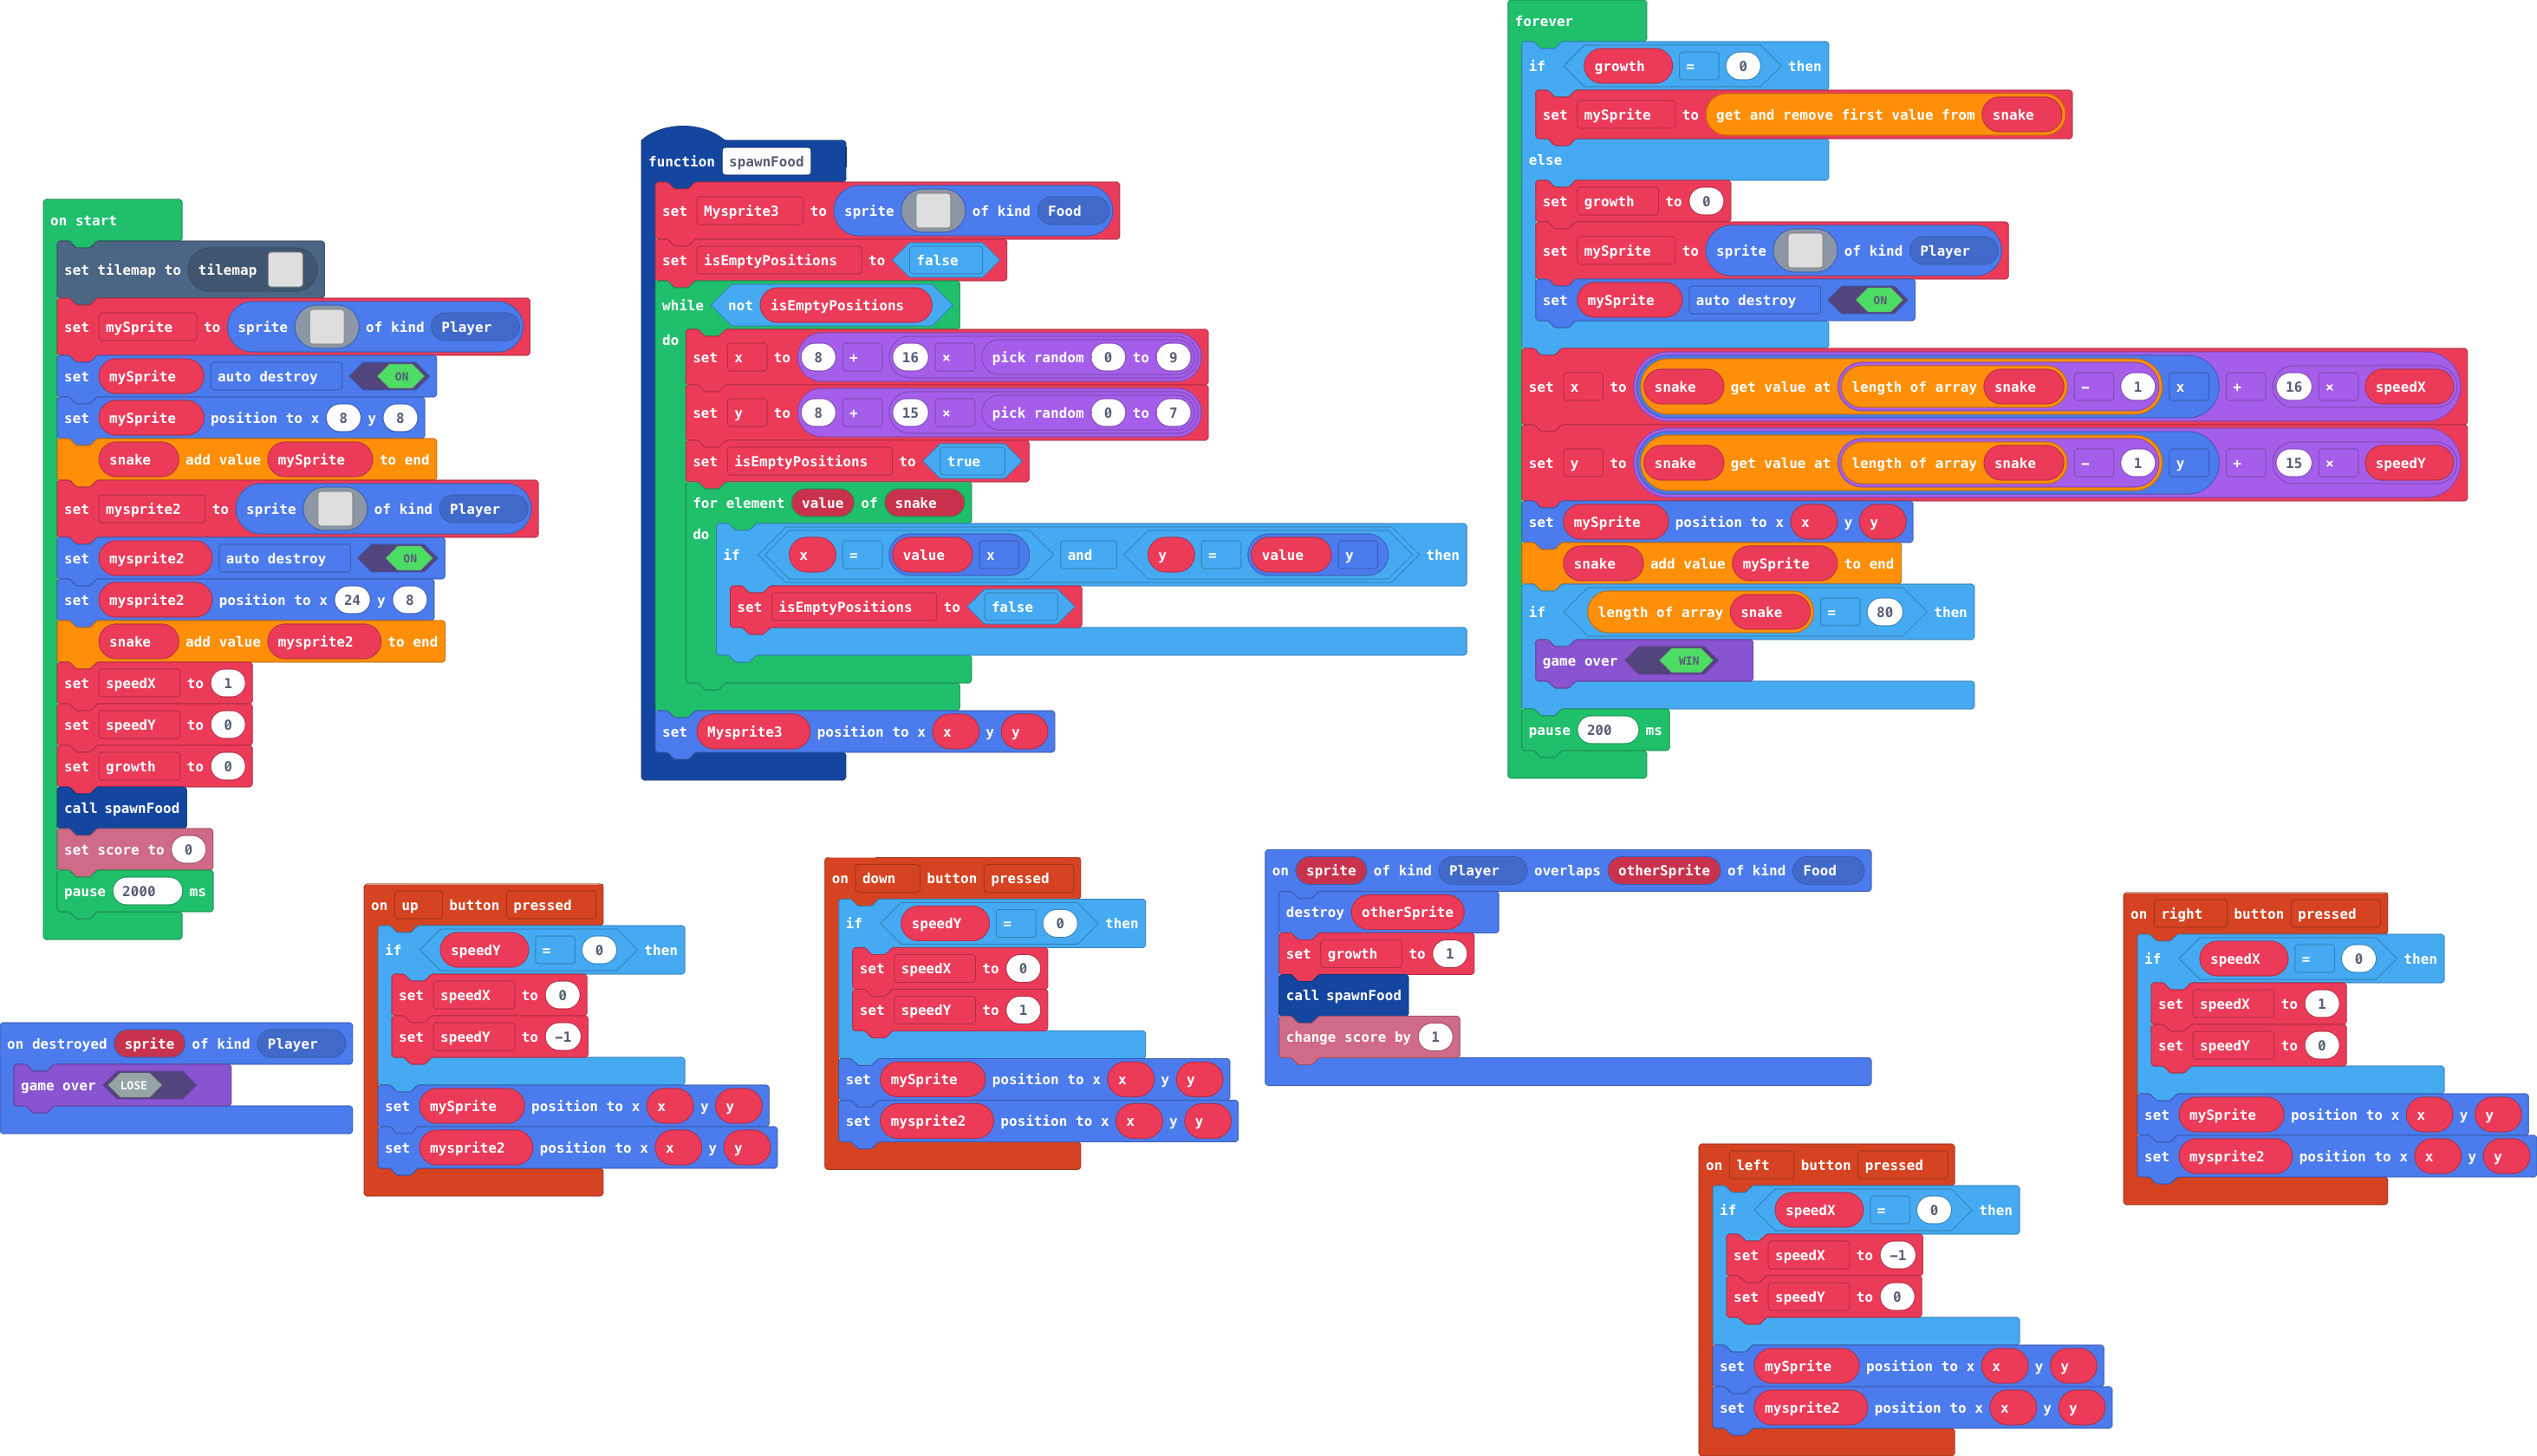 on start
set tilemap to tilemap
set mySprite to sprite of kind Player
set mySprite auto destroy ON
set mySprite position to x 8 y 8
snake add value mySprite to end
set mysprite2 to sprite of kind Player
set mysprite2 auto destroy ON
set mysprite2 position to x 24 y 8
snake add value mysprite2 to end
set speedX to 1
set speedY to 0
set growth to 0
call spawnFood
set score to 0
pause 2000 ms
function spawnFood
set Mysprite3 to sprite of kind Food
set isEmptyPositions to false
while not isEmptyPositions
do
set x to 8 + 16 × pick random 0 to 9
set y to 8 + 15 × pick random 0 to 7
set isEmptyPositions to true
for element value of snake
do
if x = value x and y = value y then
set isEmptyPositions to false
set Mysprite3 position to x x y y
forever
if growth = 0 then
set mySprite to get and remove first value from snake
else
set growth to 0
set mySprite to sprite of kind Player
set mySprite auto destroy ON
set x to snake get value at length of array snake - 1 x + 16 × speedX
set y to snake get value at length of array snake - 1 y + 15 × speedY
set mySprite position to x x y y
snake add value mySprite to end
if length of array snake = 80 then
game over WIN
pause 200 ms
on destroyed sprite of kind Player
game over LOSE
on up button pressed
if speedY = 0 then
set speedX to 0
set speedY to -1
set mySprite position to x x y y
set mysprite2 position to x x y y
on down button pressed
if speedY = 0 then
set speedX to 0
set speedY to 1
set mySprite position to x x y y
set mysprite2 position to x x y y
on sprite of kind Player overlaps otherSprite of kind Food
destroy otherSprite
set growth to 1
call spawnFood
change score by 1
on left button pressed
if speedX = 0 then
set speedX to -1
set speedY to 0
set mySprite position to x x y y
set mysprite2 position to x x y y
on right button pressed
if speedX = 0 then
set speedX to 1
set speedY to 0
set mySprite position to x x y y
set mysprite2 position to x x y y